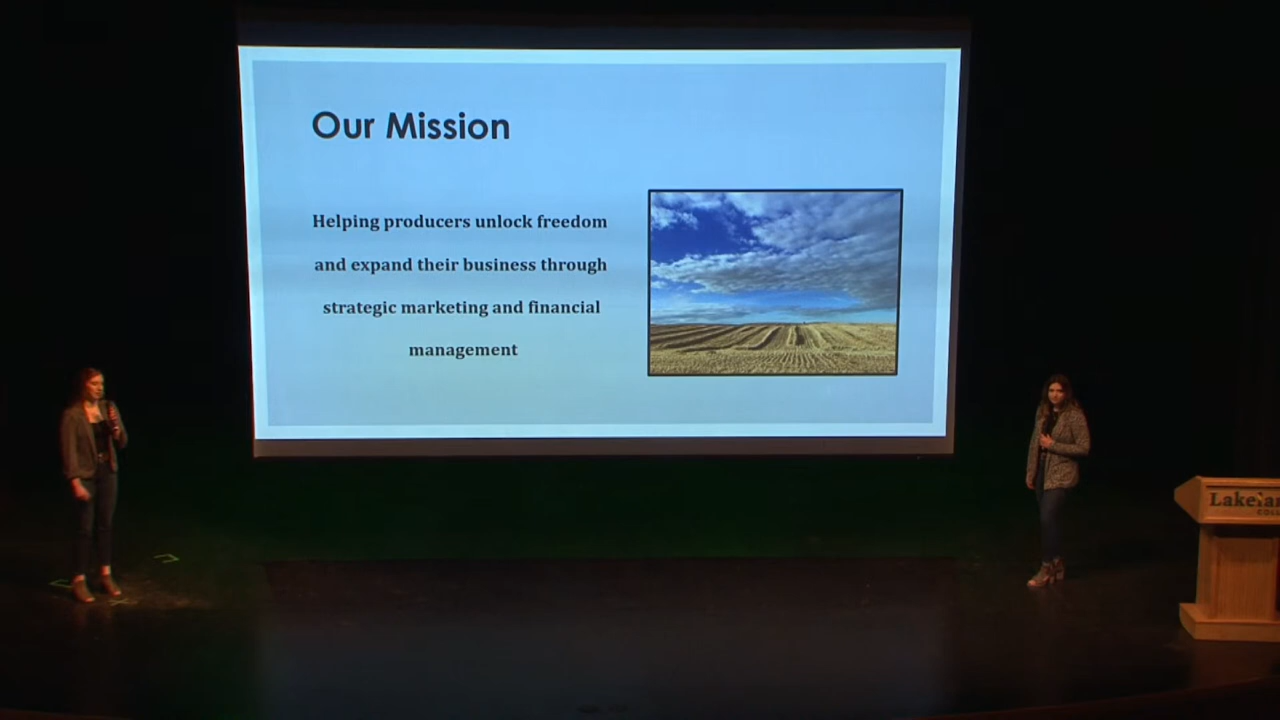 Our Mission
Helping producers unlock freedom
and expand their business through
strategic marketing and financial
management